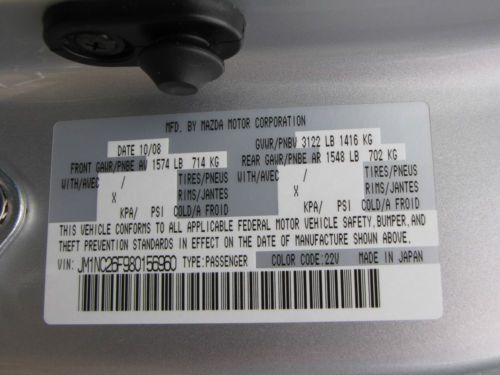 MFD. BY MAZDA MOTOR CORPORATION
DATE 10/08 GVWR/PNBV 3122 LB 1416 KG
FRONT GAWR/PNBE AV 1574 LB 714 KG REAR GAWR/PNBE AR 1548 LB 702 KG
WITH/AVEC / TIRES/PNEUS WITH/AVEC / TIRES/PNEUS
X RIMS/JANTES X RIMS/JANTES
KPA/ PSI COLD/A FROID KPA/ PSI COLD/A FROID
THIS VEHICLE CONFORMS TO ALL APPLICABLE FEDERAL MOTOR VEHICLE SAFETY,BUMPER,AND
THEFT PREVENTION STANDARDS IN EFFECT ON THE DATE OF MANUFACTURE SHOWN ABOVE.
VIN: JM1NC26F980156960 TYPE:PASSENGER COLOR CODE:22V MADE IN JAPAN